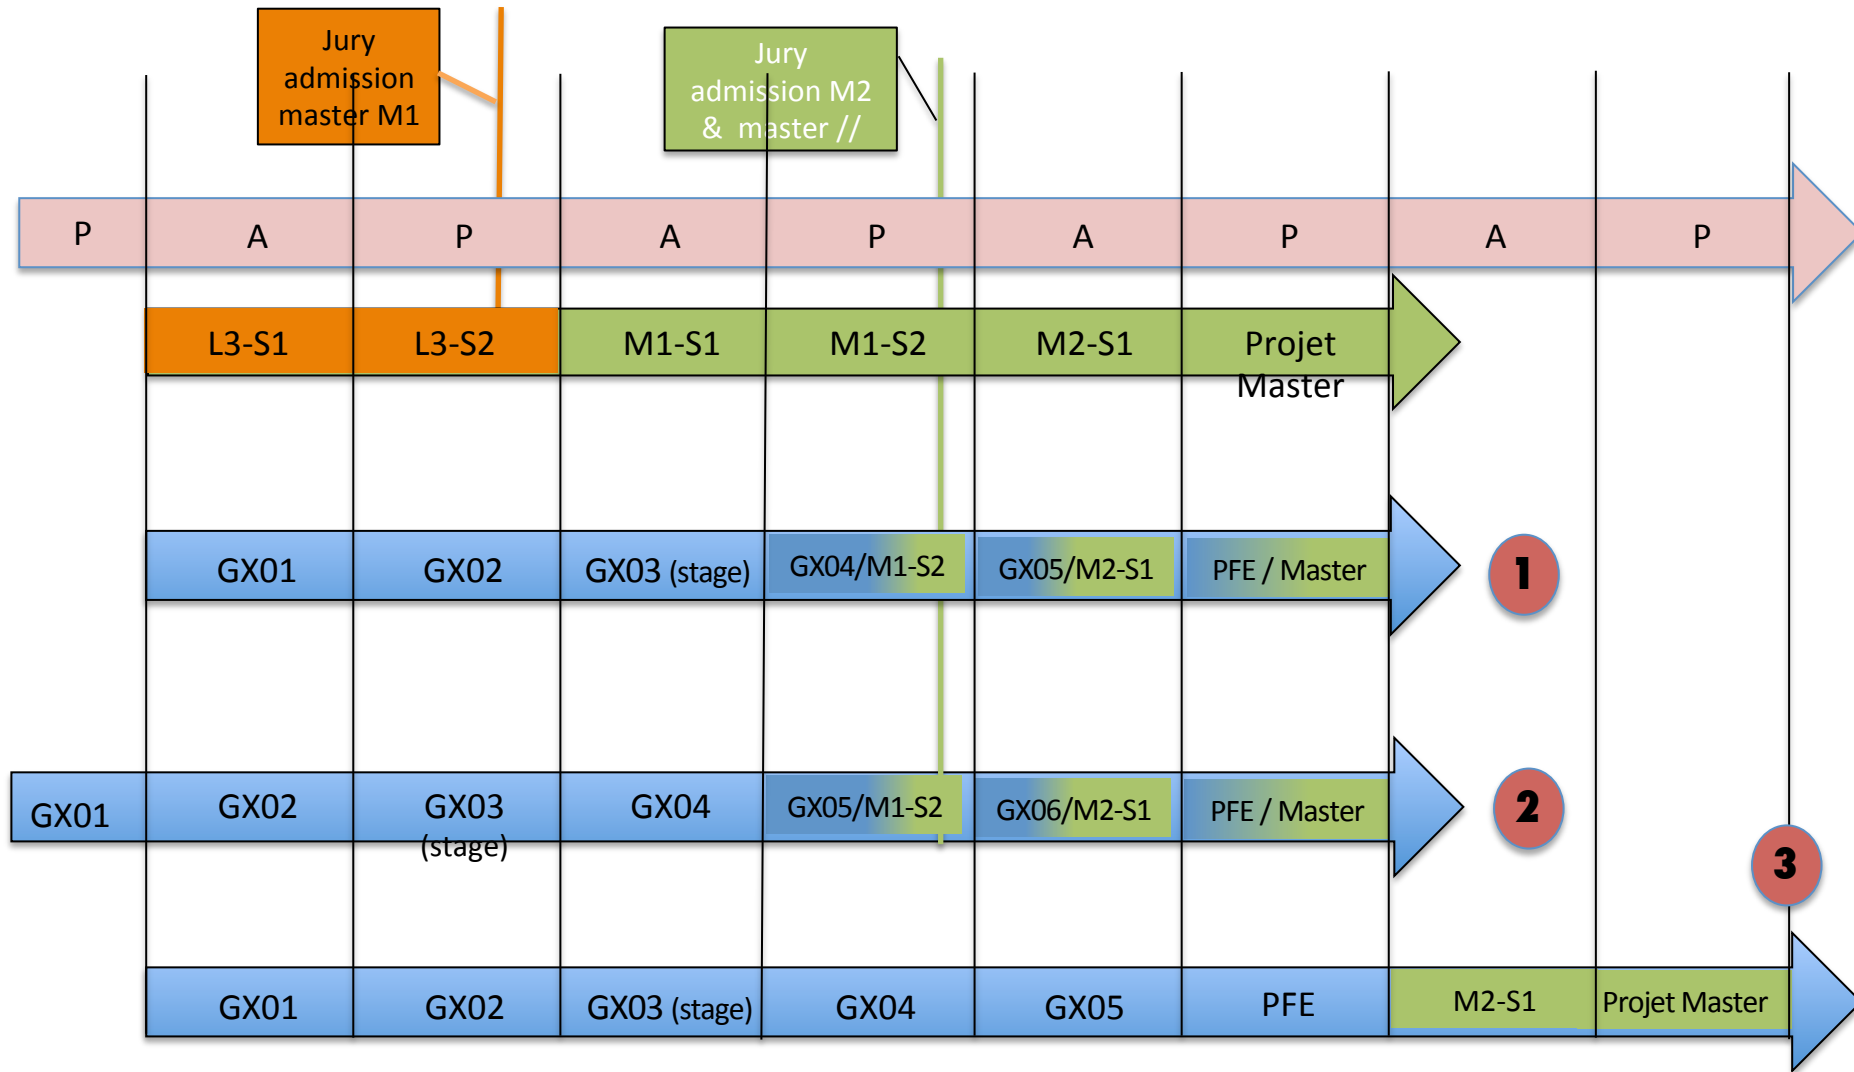 Jury
admission
master M1
Jury
admission M2
& master //
P A P A P A P A P
L3-S1 L3-S2 M1-S1 M1-S2 M2-S1 Projet
Master
GX01 GX02 GX03 (stage) GX04/M1-S2 GX05/M2-S1 PFE / Master 1
GX01 GX02 GX03 GX04 GX05/M1-S2 GX06/M2-S1 PFE / Master 2
(stage)
3
GX01 GX02 GX03 (stage) GX04 GX05 PFE M2-S1 Projet Master